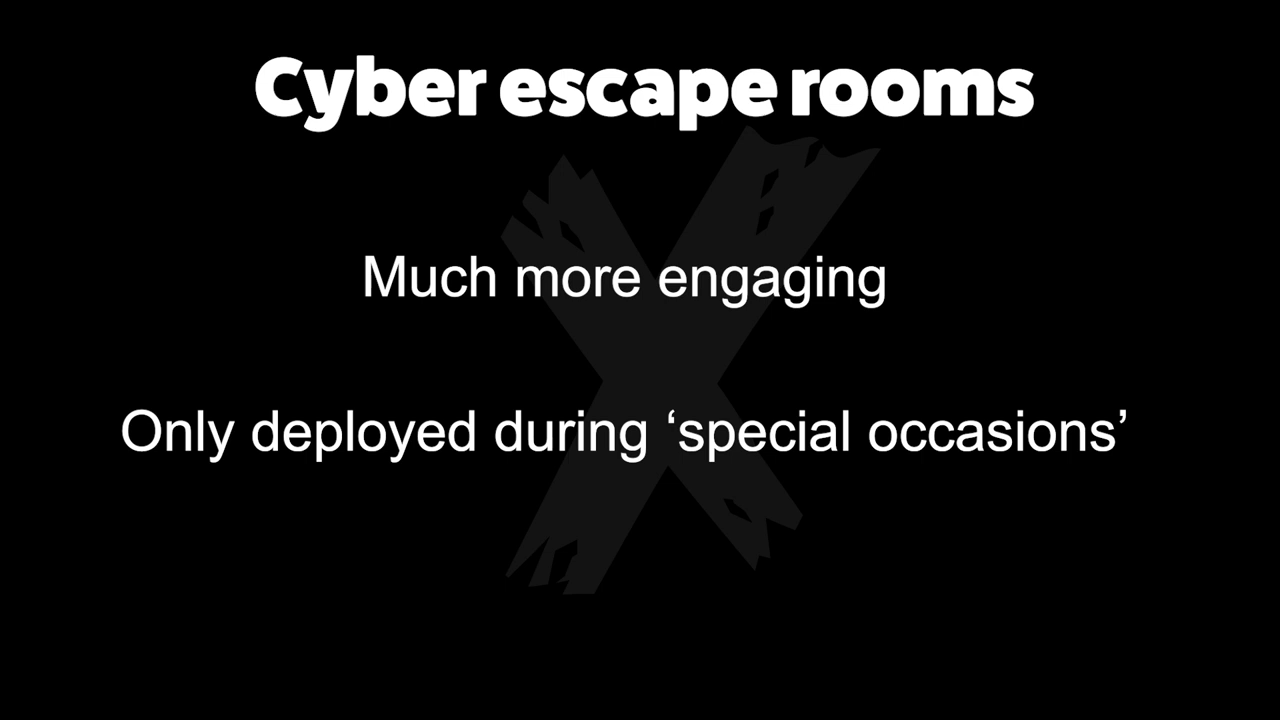 Cyber escape rooms
Much more engaging
Only deployed during ‘special occasions’